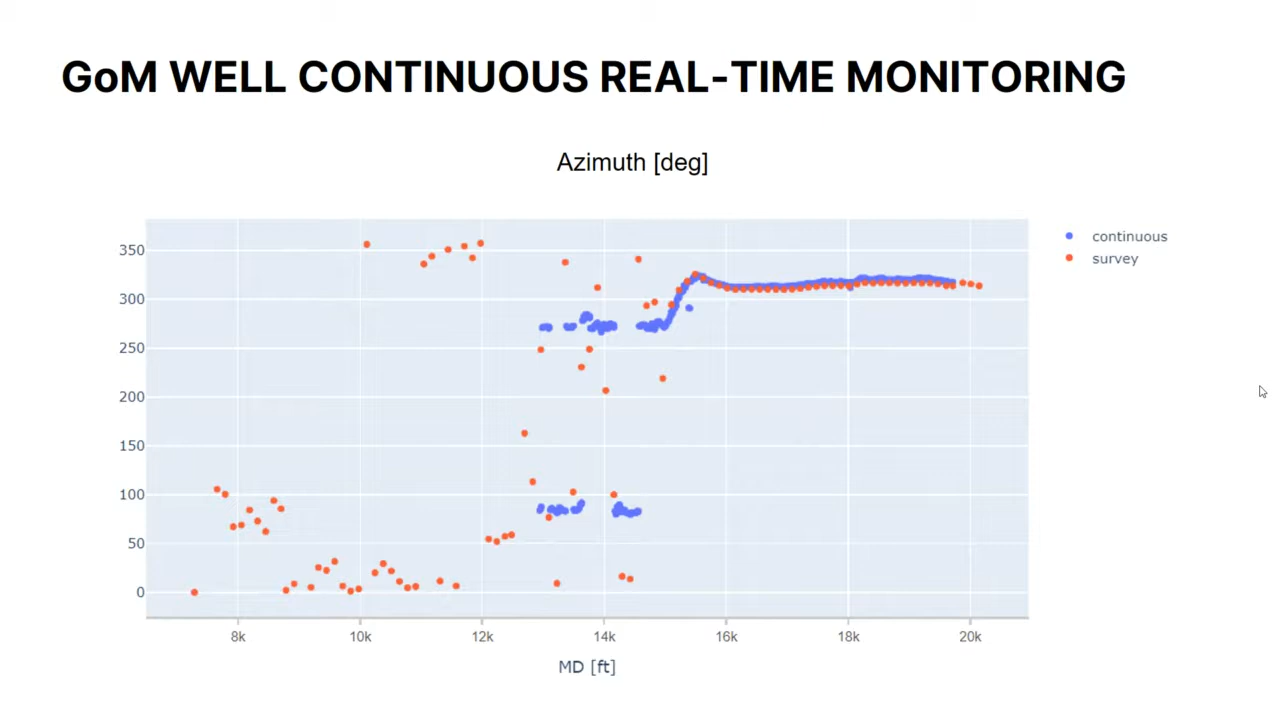 GoM WELL CONTINUOUS REAL-TIME MONITORING
Azimuth [deg]
continuous
survey
350
300
250
200
150
100
50
0
8k
10k
12k
14k
16k
18k
20k
MD [ft]